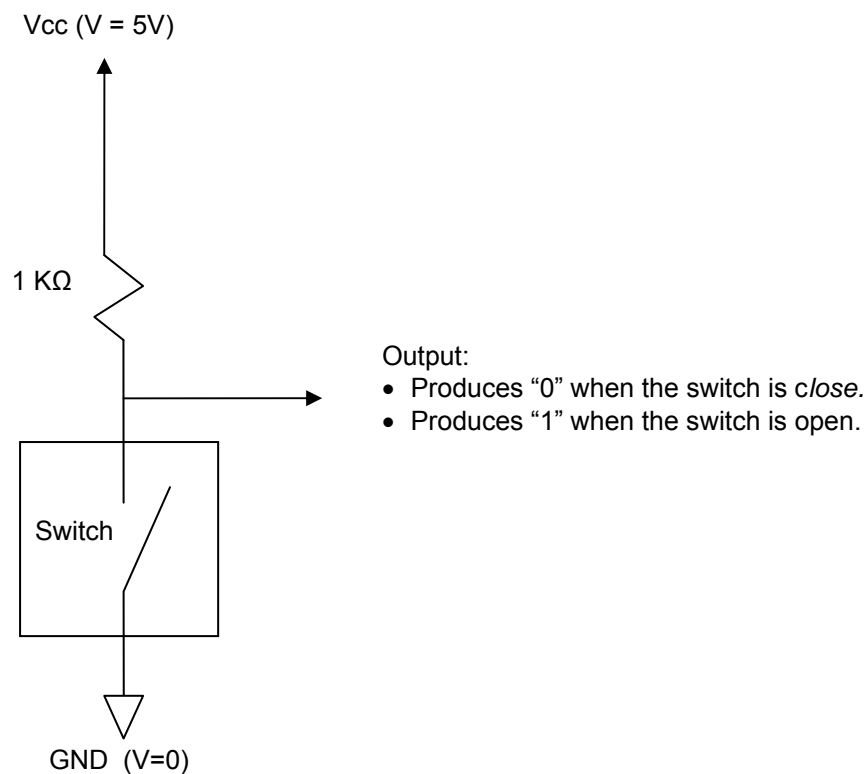 Vcc (V = 5V)
1 KΩ
Output:
• Produces “0” when the switch is close.
• Produces “1” when the switch is open.
Switch
GND (V=0)